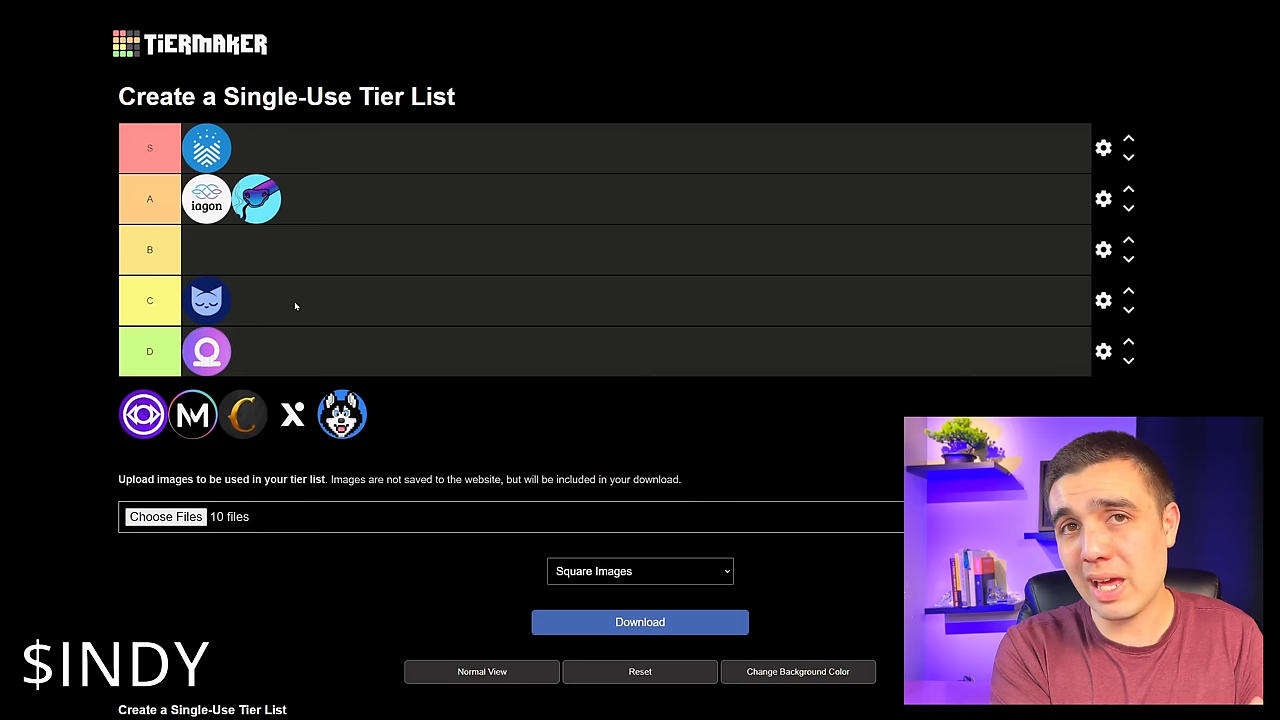 TiERMAKER
Create a Single-Use Tier List
S
A
iagon
B
C
D
M
C
X
Upload images to be used in your tier list. Images are not saved to the website, but will be included in your download.
Choose Files 10 files
Square Images
Download
$INDY
Normal View
Reset
Change Background Color
Create a Single-Use Tier List